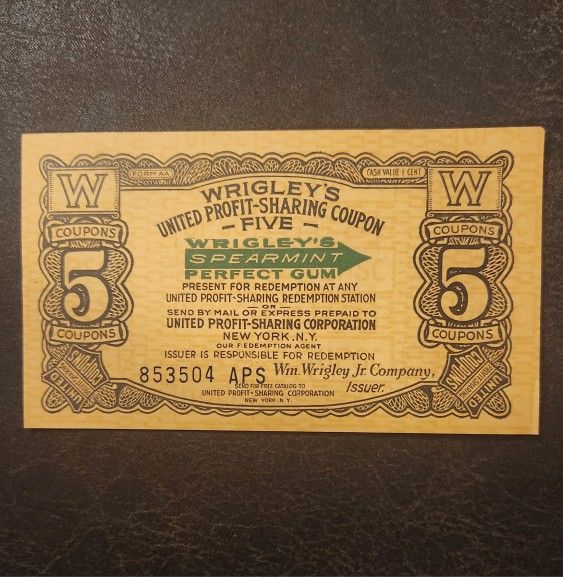 W
FORM AA
CASH VALUE 1 CENT
W
WRIGLEY'S
UNITED PROFIT-SHARING COUPON
- FIVE -
COUPONS
5
COUPONS
COUPONS
5
COUPONS
WRIGLEY'S
SPEARMINT
PERFECT GUM
PRESENT FOR REDEMPTION AT ANY
UNITED PROFIT-SHARING REDEMPTION STATION
- OR -
SEND BY MAIL OR EXPRESS PREPAID TO
UNITED PROFIT-SHARING CORPORATION
NEW YORK, N.Y.
OUR REDEMPTION AGENT
ISSUER IS RESPONSIBLE FOR REDEMPTION
853504 APS Wm. Wrigley Jr. Company,
Issuer.
SEND FOR FREE CATALOG TO
UNITED PROFIT-SHARING CORPORATION
NEW YORK, N.Y.
UNITED
UNITED